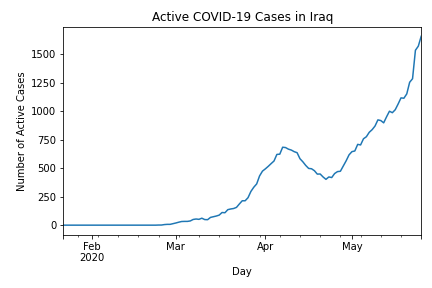 Active COVID-19 Cases in Iraq
Number of Active Cases
1500
1250
1000
750
500
250
0
Feb
2020
Mar
Apr
May
Day